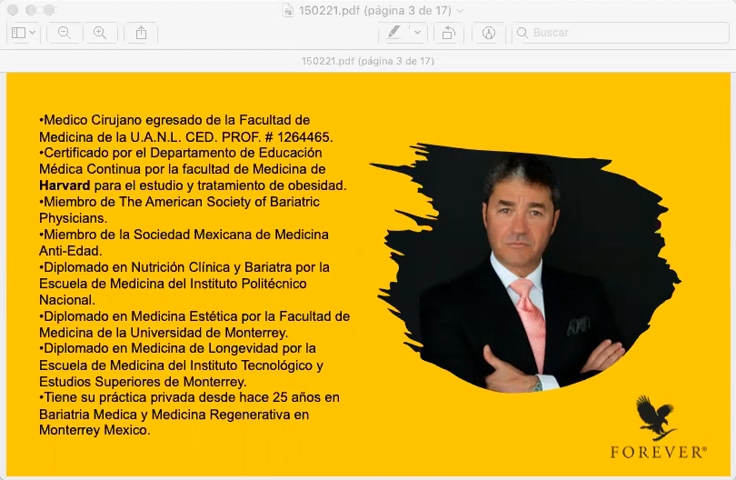 150221.pdf (página 3 de 17)
Buscar
150221.pdf (página 3 de 17)
•Medico Cirujano egresado de la Facultad de
Medicina de la U.A.N.L. CED. PROF. # 1264465.
•Certificado por el Departamento de Educación
Médica Continua por la facultad de Medicina de
Harvard para el estudio y tratamiento de obesidad.
•Miembro de The American Society of Bariatric
Physicians.
•Miembro de la Sociedad Mexicana de Medicina
Anti-Edad.
•Diplomado en Nutrición Clínica y Bariatra por la
Escuela de Medicina del Instituto Politécnico
Nacional.
•Diplomado en Medicina Estética por la Facultad de
Medicina de la Universidad de Monterrey.
•Diplomado en Medicina de Longevidad por la
Escuela de Medicina del Instituto Tecnológico y
Estudios Superiores de Monterrey.
•Tiene su práctica privada desde hace 25 años en
Bariatria Medica y Medicina Regenerativa en
Monterrey Mexico.
FOREVER®